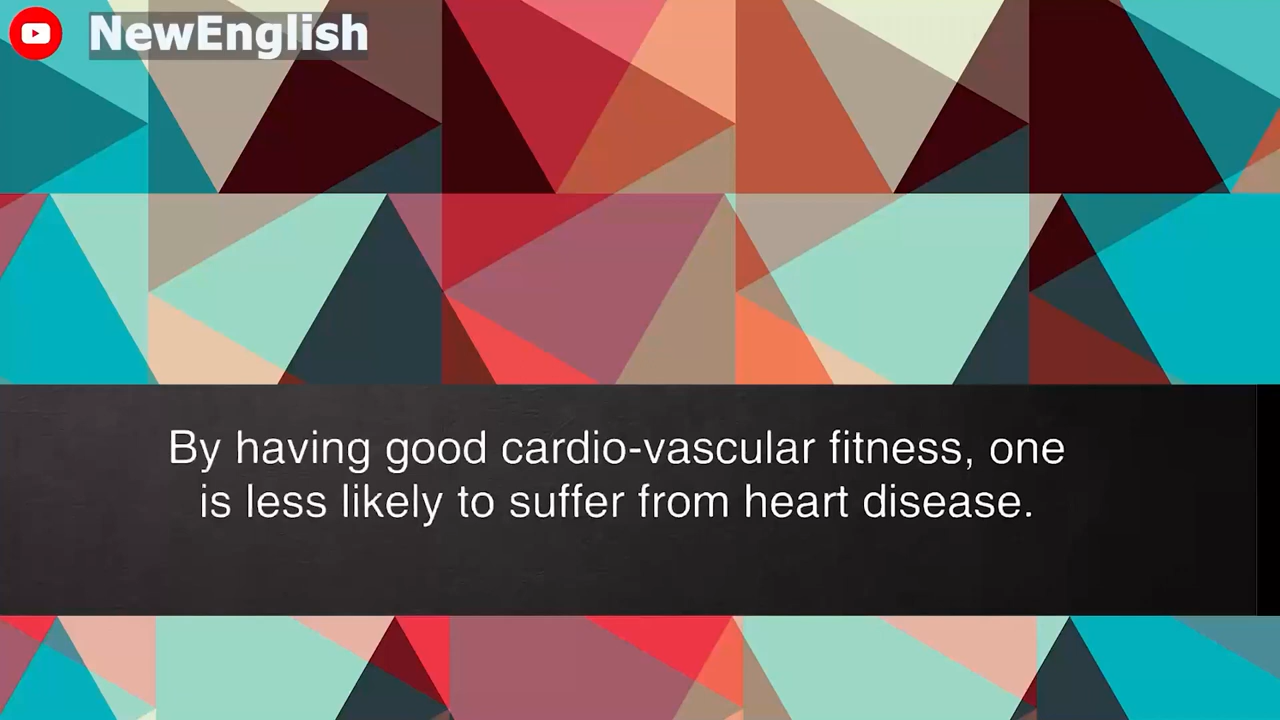 NewEnglish
By having good cardio-vascular fitness, one
is less likely to suffer from heart disease.